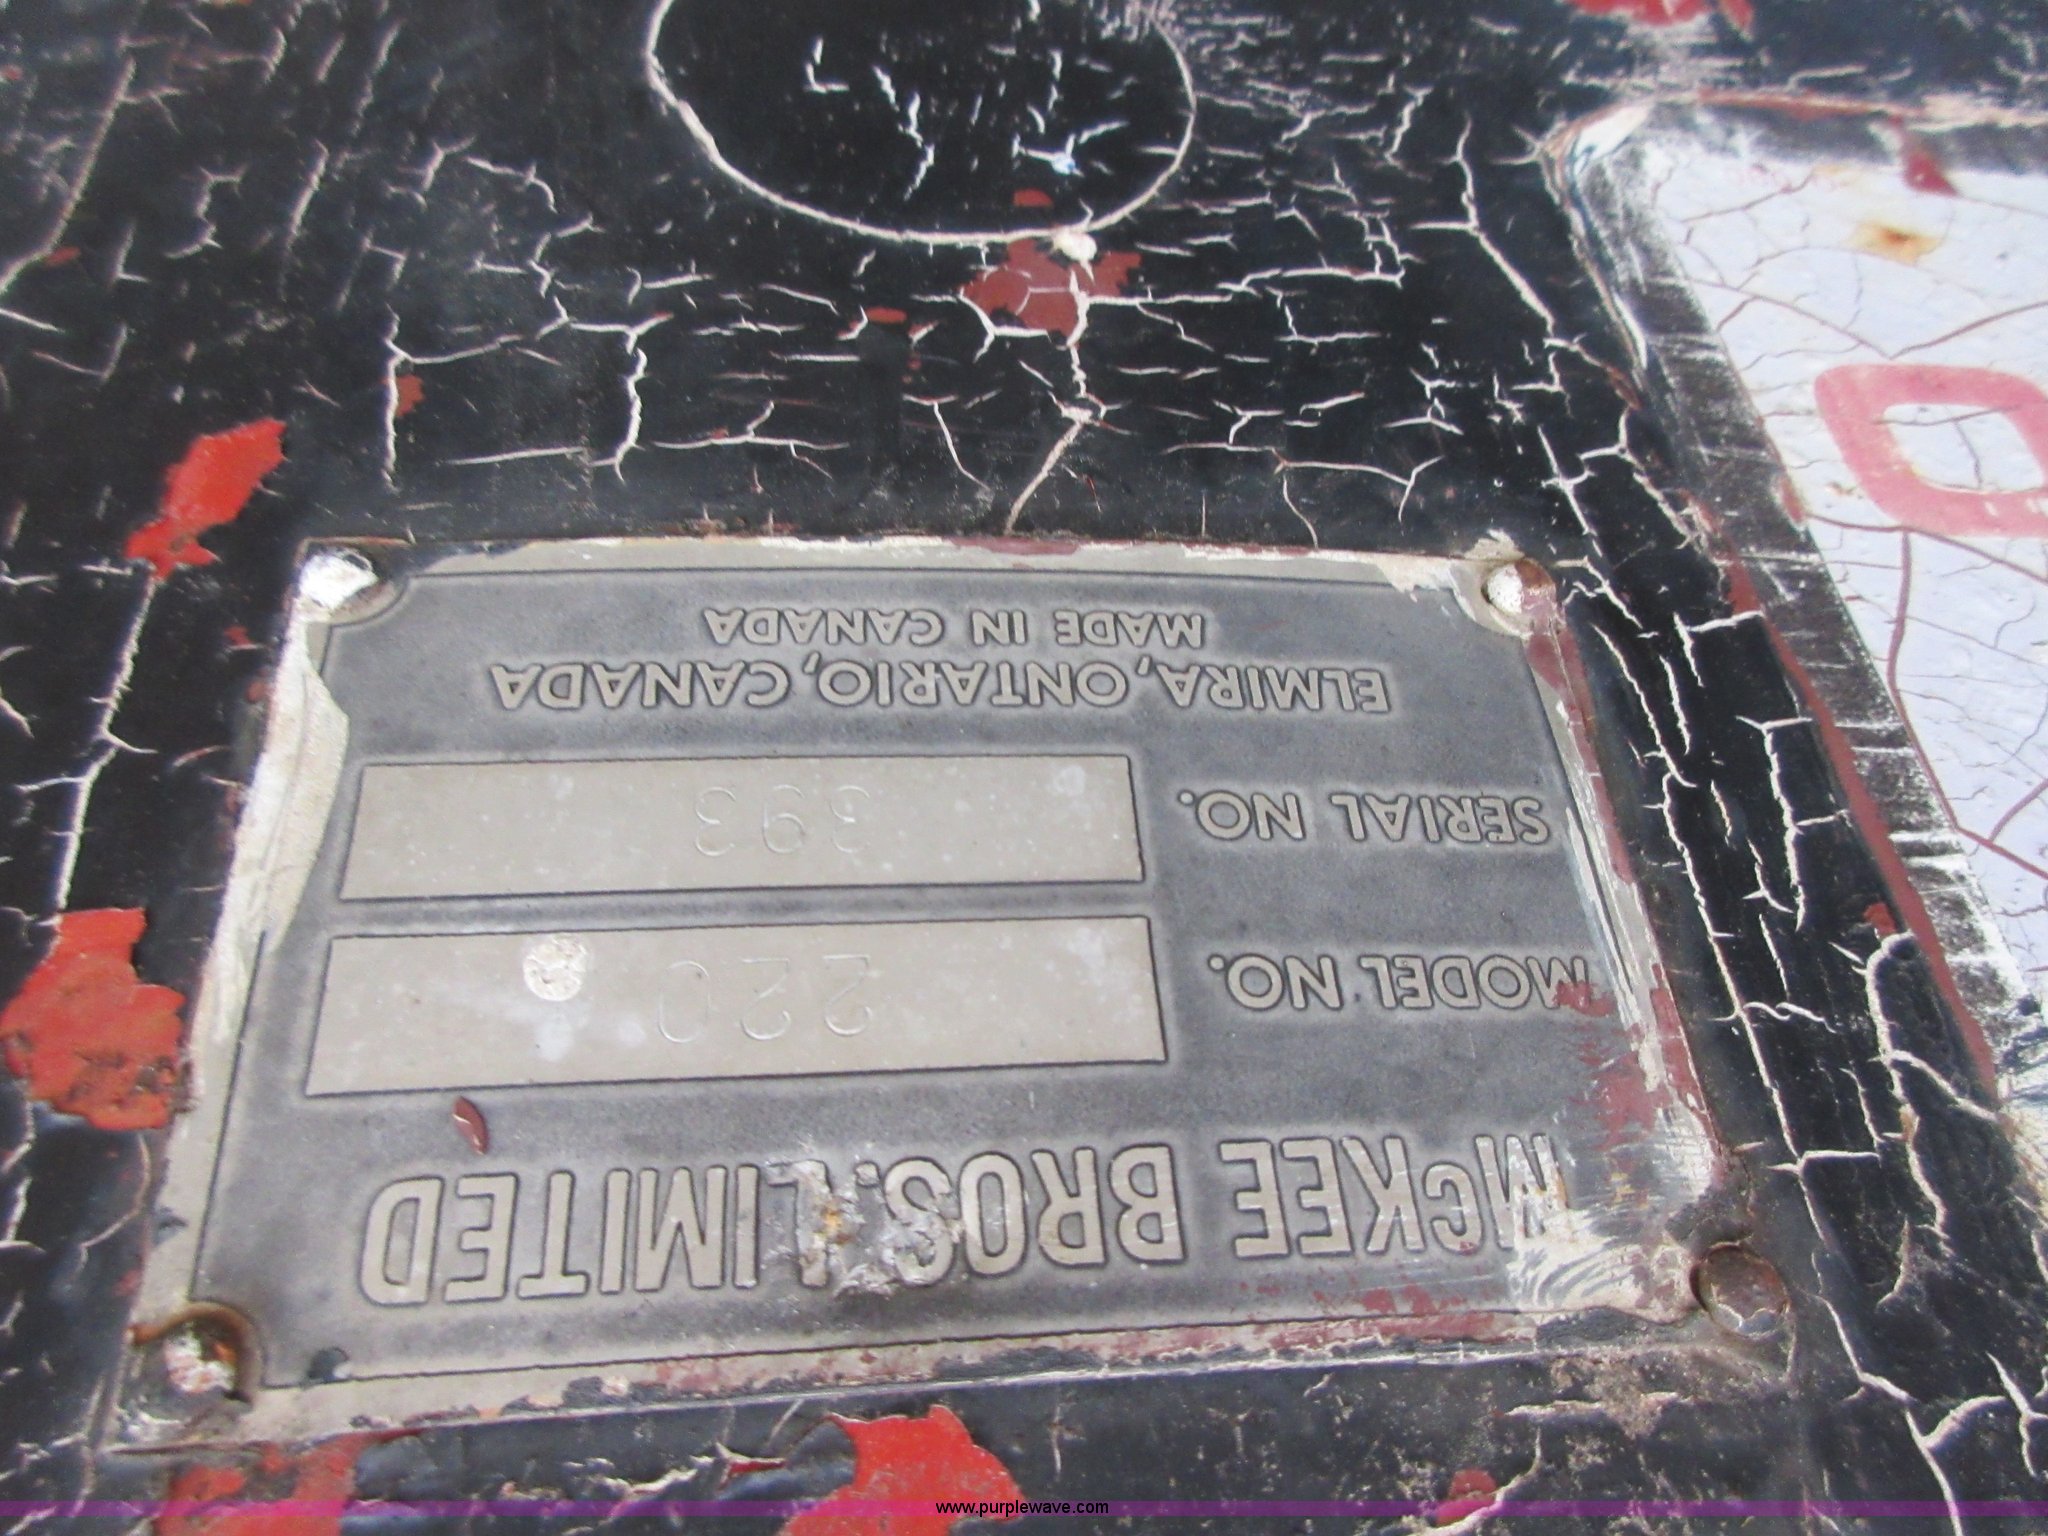 McKEE BROS. LIMITED
MODEL NO. 220
SERIAL NO. 393
ELMIRA, ONTARIO, CANADA
MADE IN CANADA
www.purplewave.com